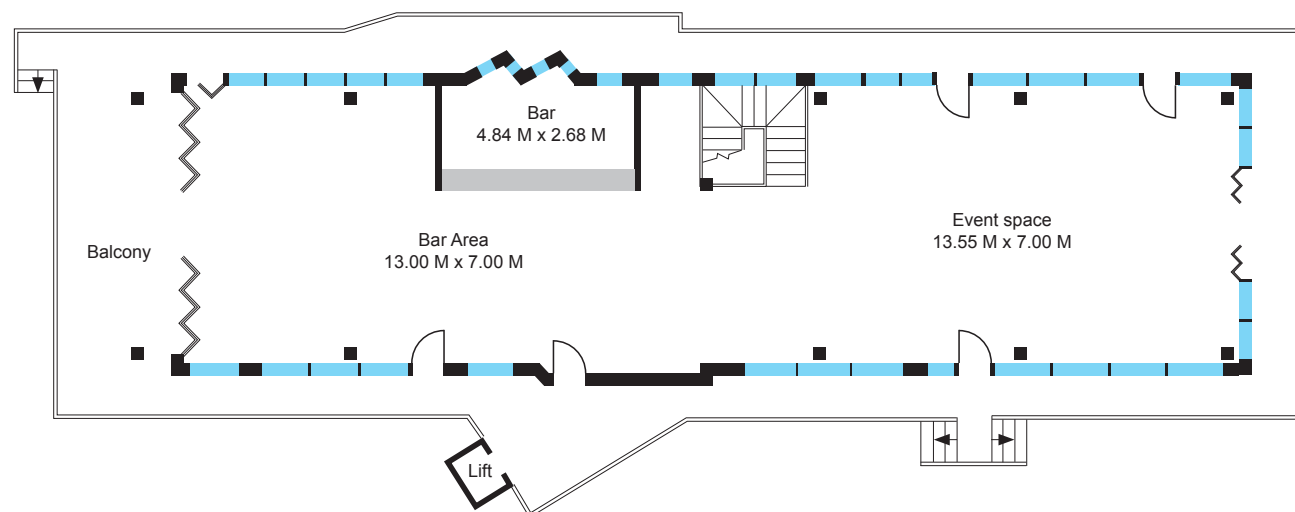 Bar
4.84 M x 2.68 M
Event space
13.55 M x 7.00 M
Bar Area
13.00 M x 7.00 M
Balcony
Lift